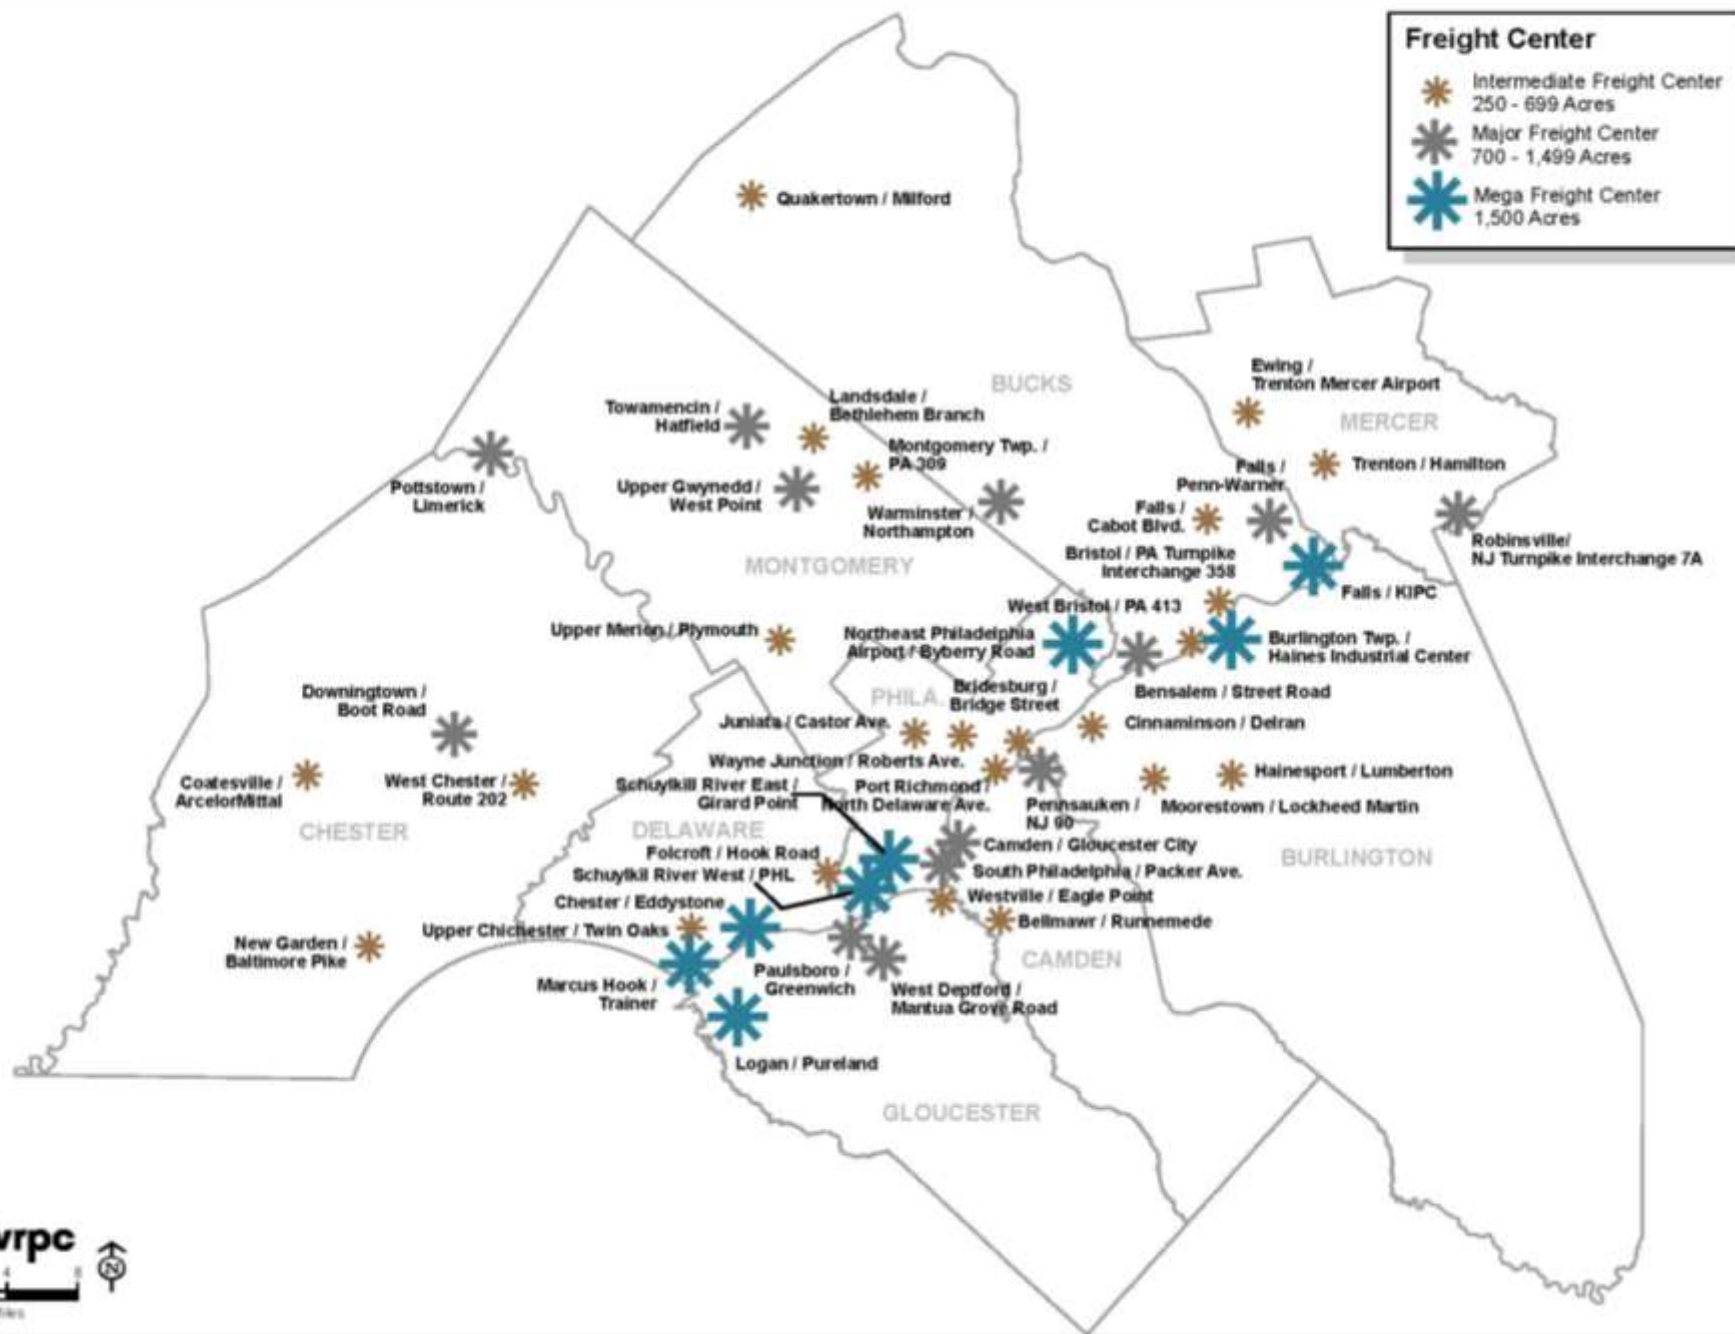 Freight Center
Intermediate Freight Center
250 - 699 Acres
Major Freight Center
700 - 1,499 Acres
Mega Freight Center
1,500 Acres
Quakertown / Milford
BUCKS
Ewing /
Trenton Mercer Airport
MERCER
Towamencin /
Hatfield
Landsdale /
Bethlehem Branch
Montgomery Twp. /
PA 309
Trenton / Hamilton
Falls /
Penn-Warner
Pottstown /
Limerick
Upper Gwynedd /
West Point
Warminster /
Northampton
Falls /
Cabot Blvd.
Robinsville/
NJ Turnpike Interchange 7A
Bristol / PA Turnpike
Interchange 358
MONTGOMERY
Falls / KIPC
West Bristol / PA 413
Upper Merion / Plymouth
Northeast Philadelphia
Airport / Byberry Road
Burlington Twp. /
Haines Industrial Center
Downingtown /
Boot Road
PHILA.
Bridesburg /
Bridge Street
Bensalem / Street Road
Juniata / Castor Ave.
Cinnaminson / Delran
Wayne Junction / Roberts Ave.
Coatesville /
ArcelorMittal
West Chester /
Route 202
Schuylkill River East /
Girard Point
Port Richmond /
North Delaware Ave.
Hainesport / Lumberton
Pennsauken /
NJ 90
Moorestown / Lockheed Martin
CHESTER
DELAWARE
Camden / Gloucester City
Folcroft / Hook Road
BURLINGTON
Schuylkil River West / PHL
South Philadelphia / Packer Ave.
Chester / Eddystone
Westville / Eagle Point
Upper Chichester / Twin Oaks
Bellmawr / Runnemede
New Garden /
Baltimore Pike
CAMDEN
Marcus Hook /
Trainer
Paulsboro /
Greenwich
West Deptford /
Mantua Grove Road
Logan / Pureland
GLOUCESTER
vrpc
N
4 8